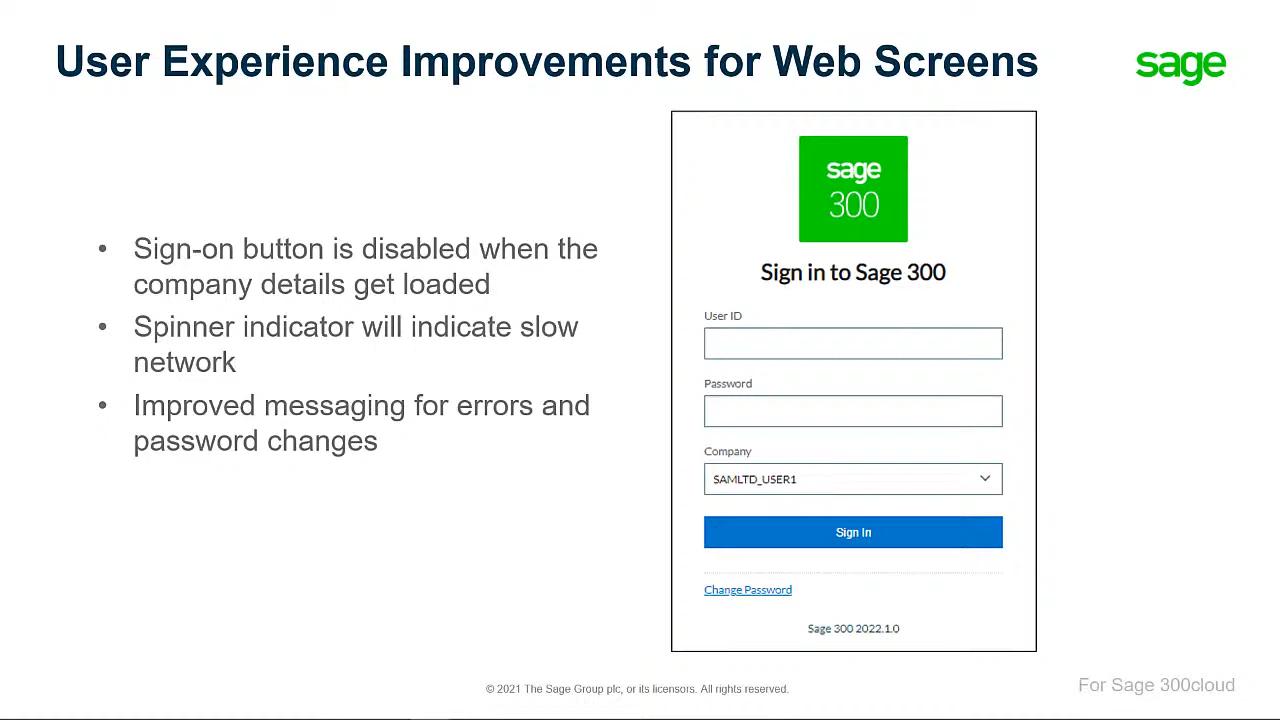 User Experience Improvements for Web Screens
sage
• Sign-on button is disabled when the
company details get loaded
• Spinner indicator will indicate slow
network
• Improved messaging for errors and
password changes
sage
300
Sign in to Sage 300
User ID
Password
Company
SAMLTD_USER1
Sign In
Change Password
Sage 300 2022.1.0
© 2021 The Sage Group plc, or its licensors. All rights reserved.
For Sage 300cloud